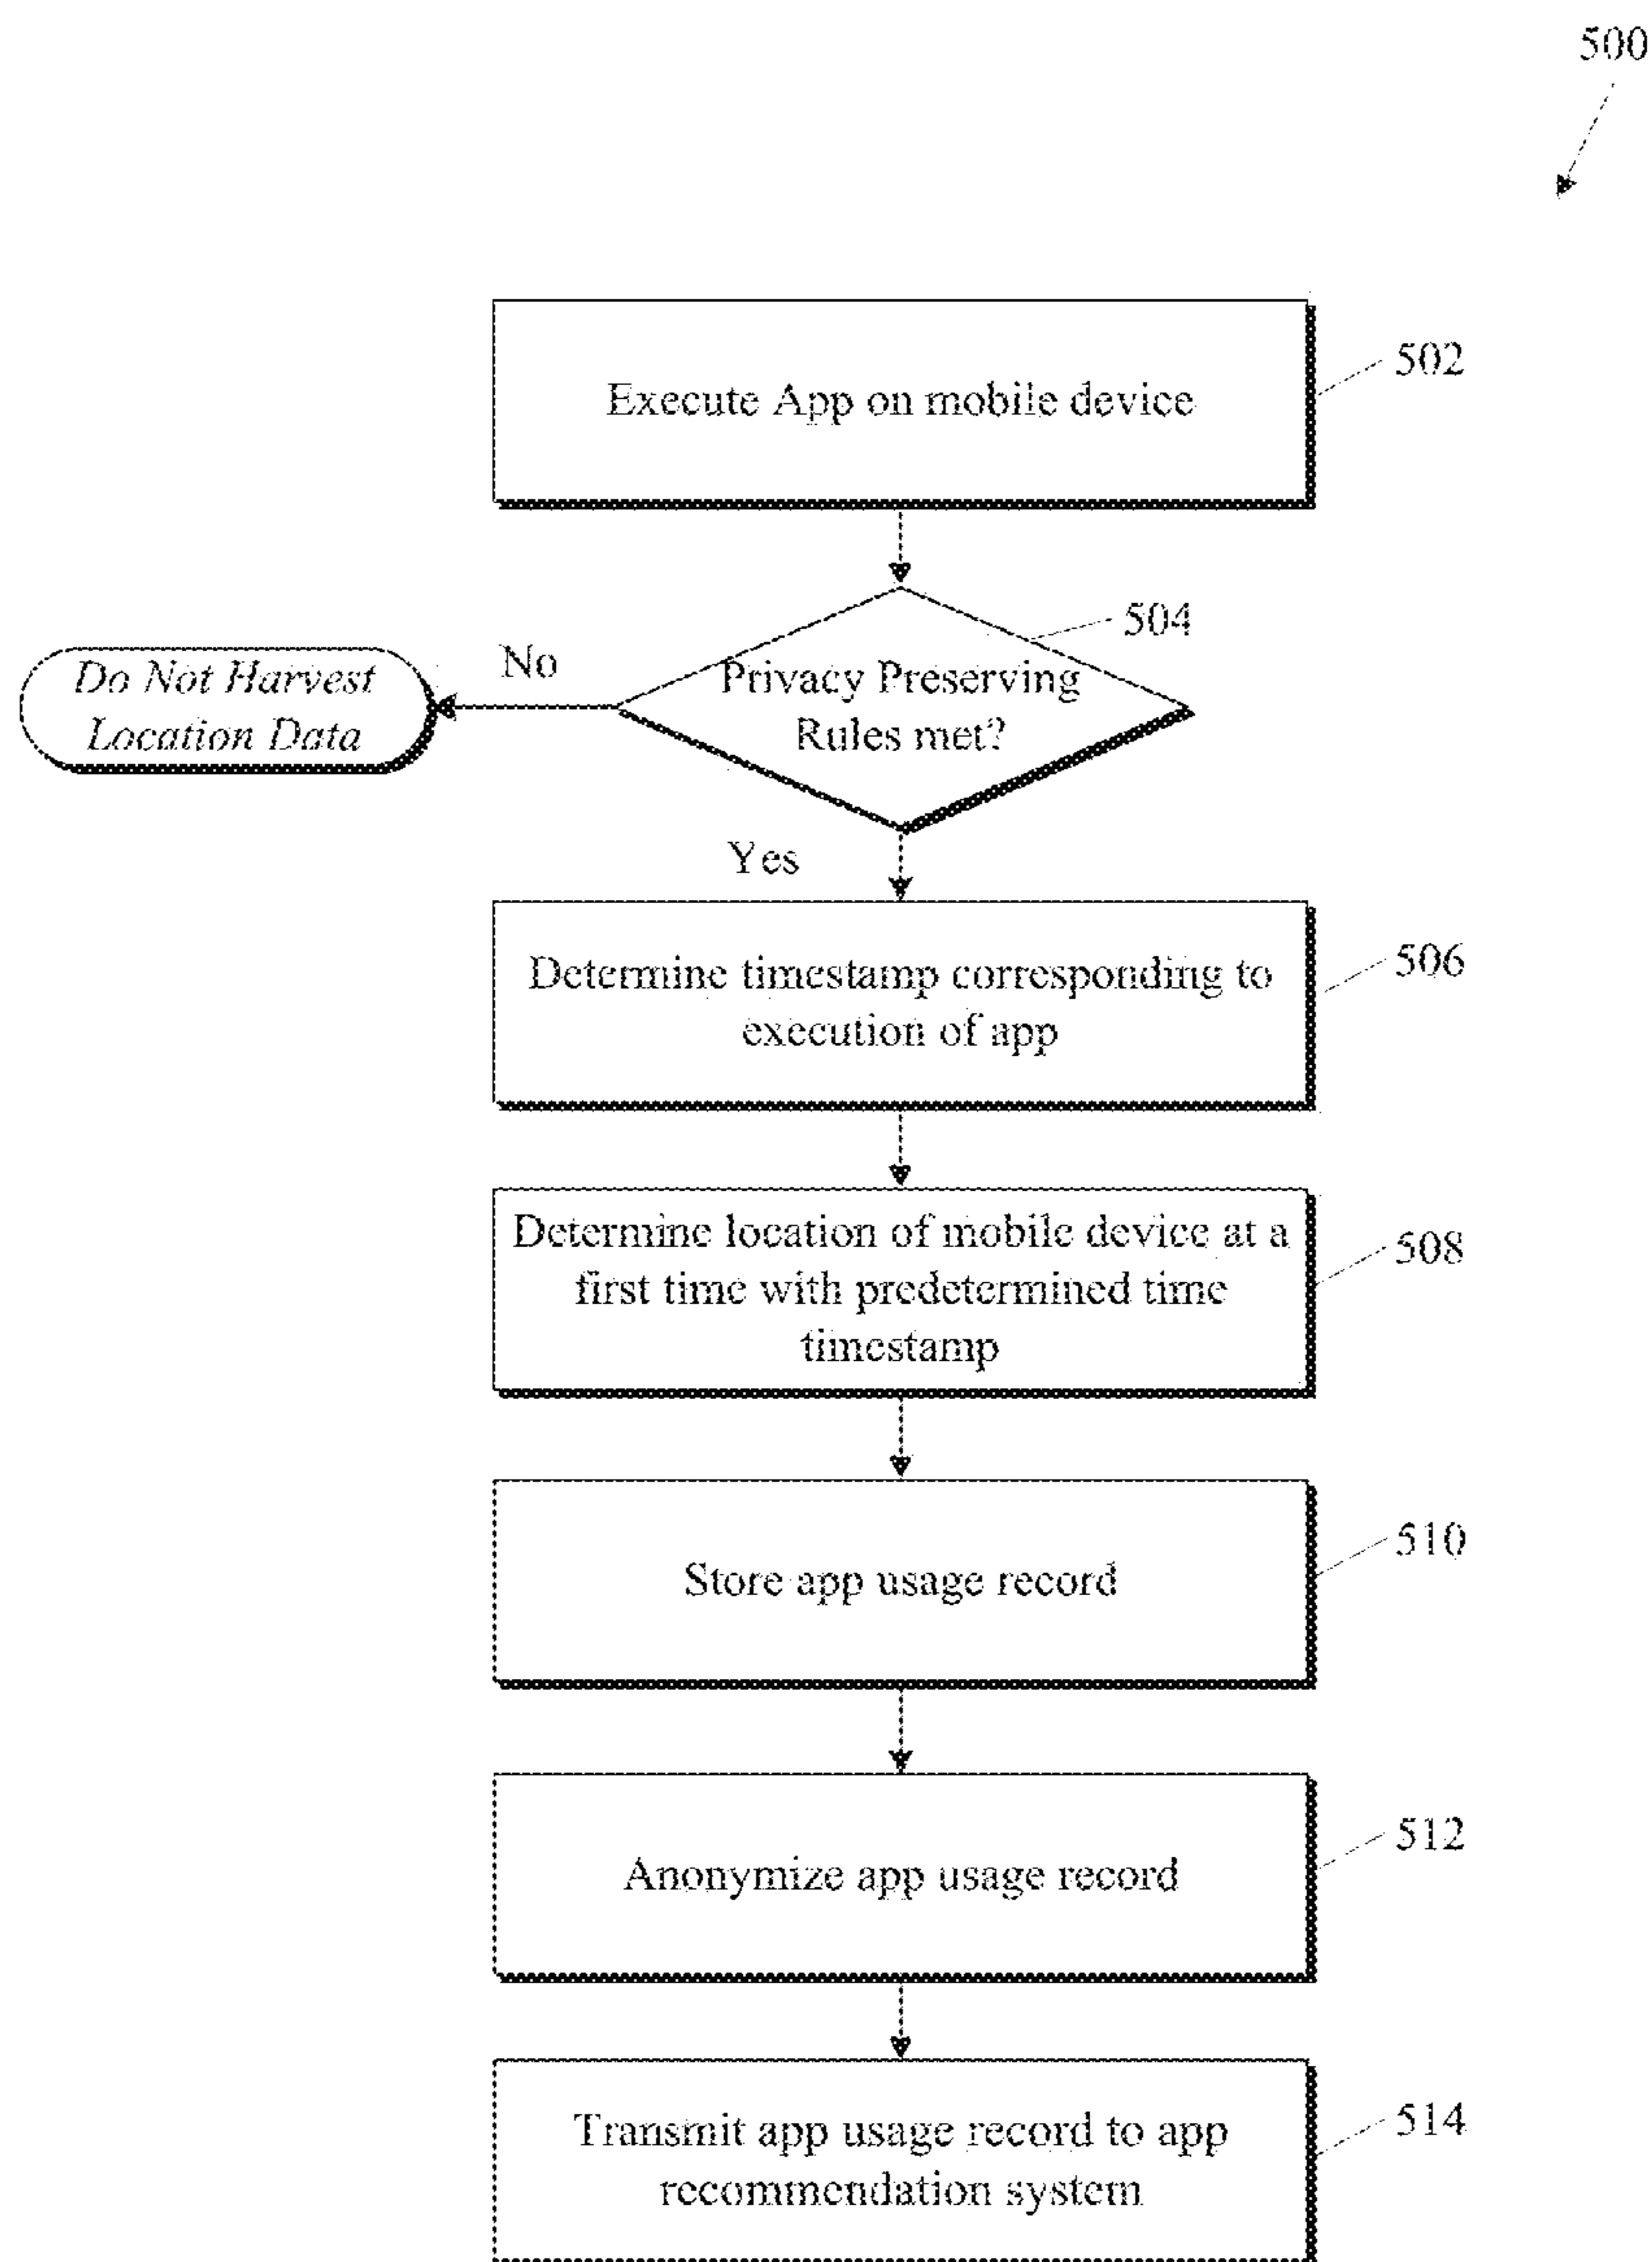 500
Execute App on mobile device
502
504
No
Privacy Preserving
Rules met?
Do Not Harvest
Location Data
Yes
Determine timestamp corresponding to
execution of app
506
Determine location of mobile device at a
first time with predetermined time
timestamp
508
Store app usage record
510
Anonymize app usage record
512
Transmit app usage record to app
recommendation system
514